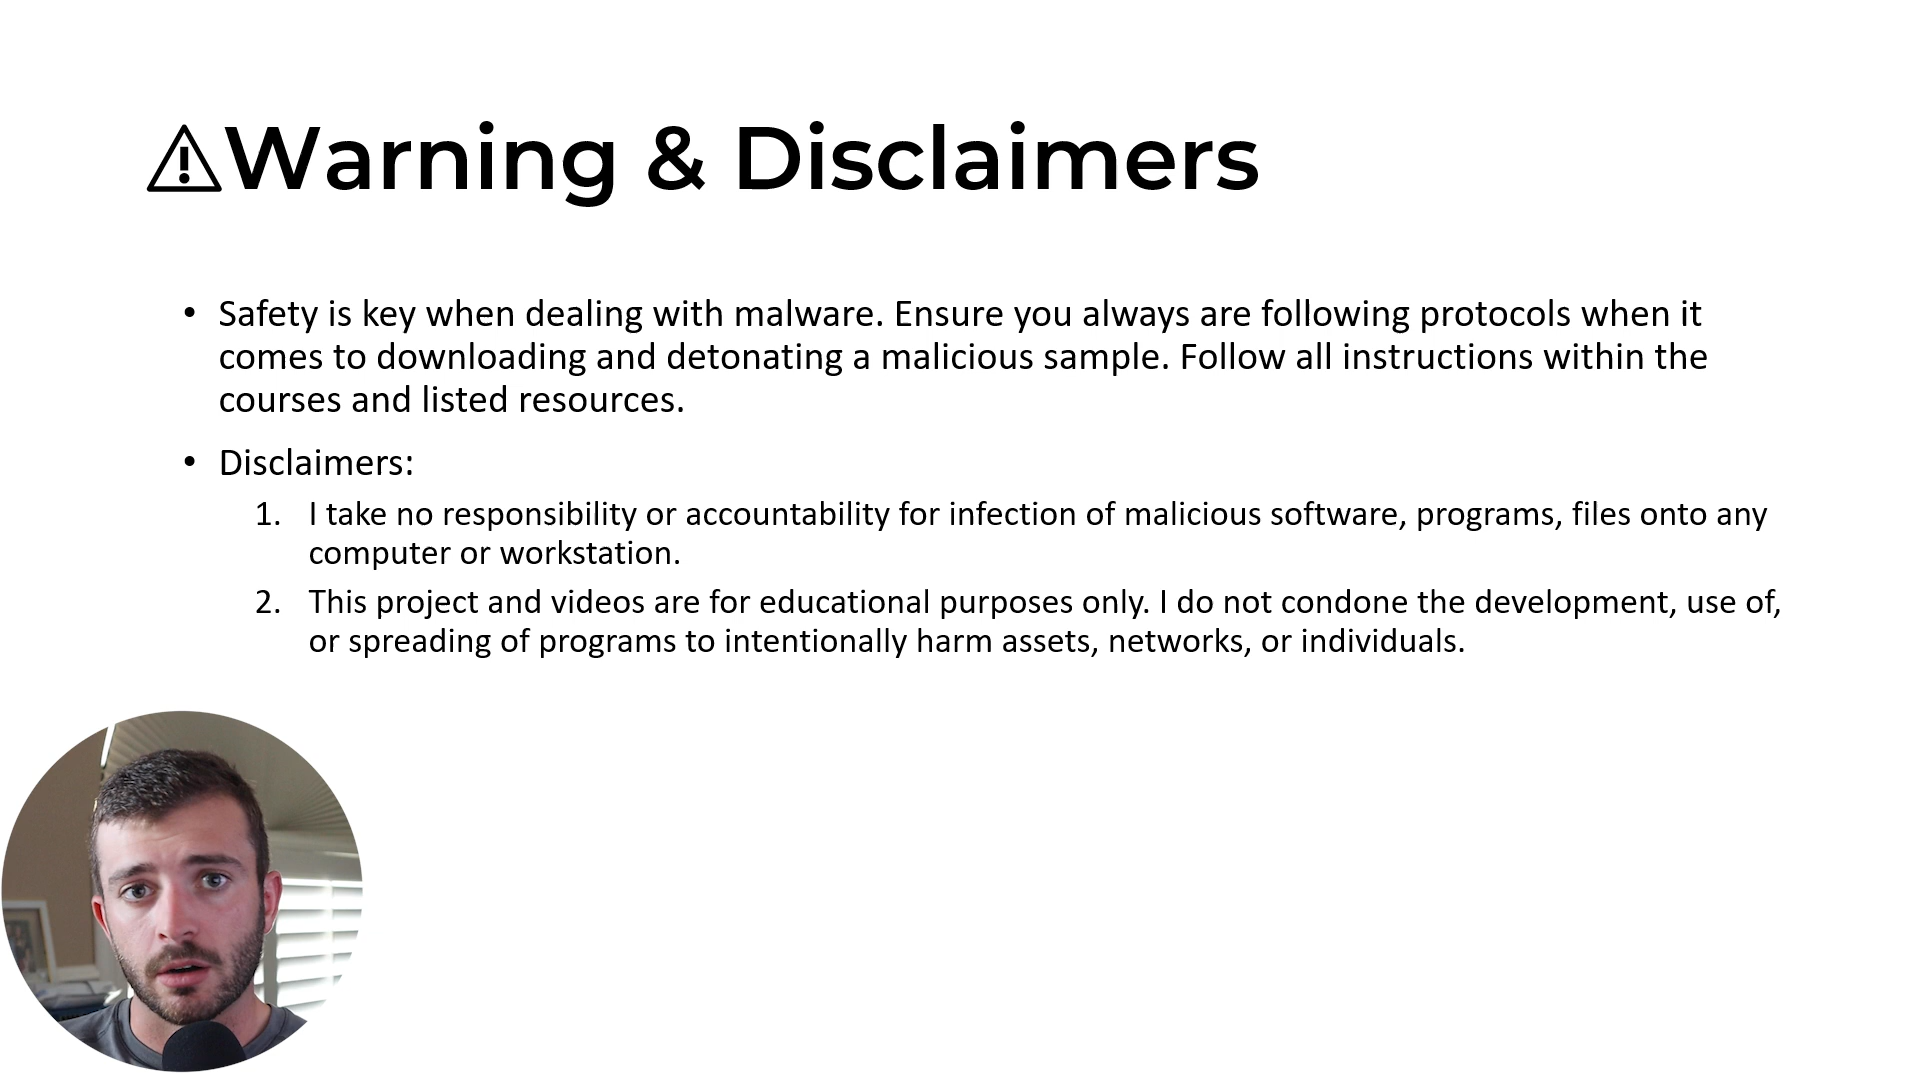 ⚠Warning & Disclaimers
• Safety is key when dealing with malware. Ensure you always are following protocols when it
comes to downloading and detonating a malicious sample. Follow all instructions within the
courses and listed resources.
• Disclaimers:
1. I take no responsibility or accountability for infection of malicious software, programs, files onto any
computer or workstation.
2. This project and videos are for educational purposes only. I do not condone the development, use of,
or spreading of programs to intentionally harm assets, networks, or individuals.